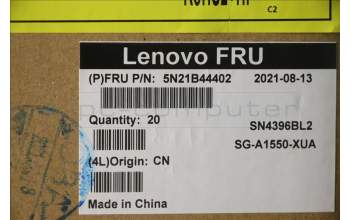 C2
Lenovo FRU
(P)FRU P/N: 5N21B44402 2021-08-13
Quantity: 20
SN4396BL2
SG-A1550-XUA
(4L)Origin: CN
Made in China